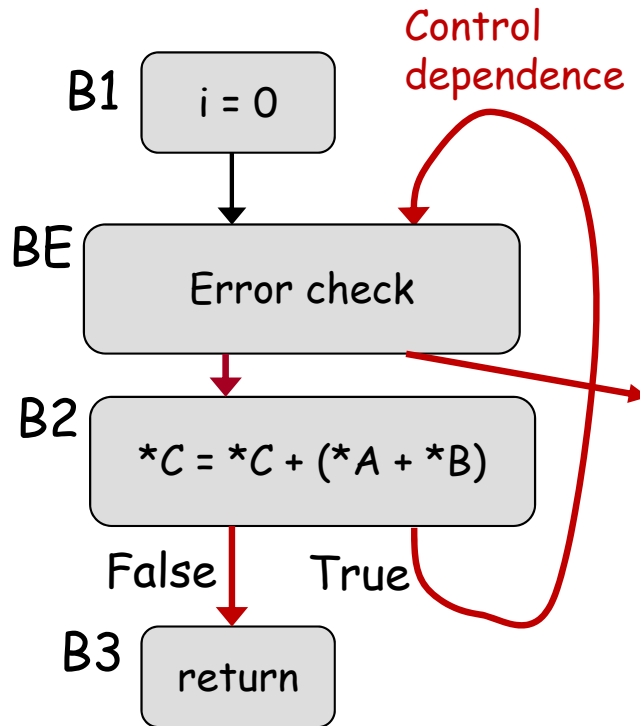 Control
dependence
B1
i = 0
BE
Error check
B2
*C = *C + (*A + *B)
False
True
B3
return